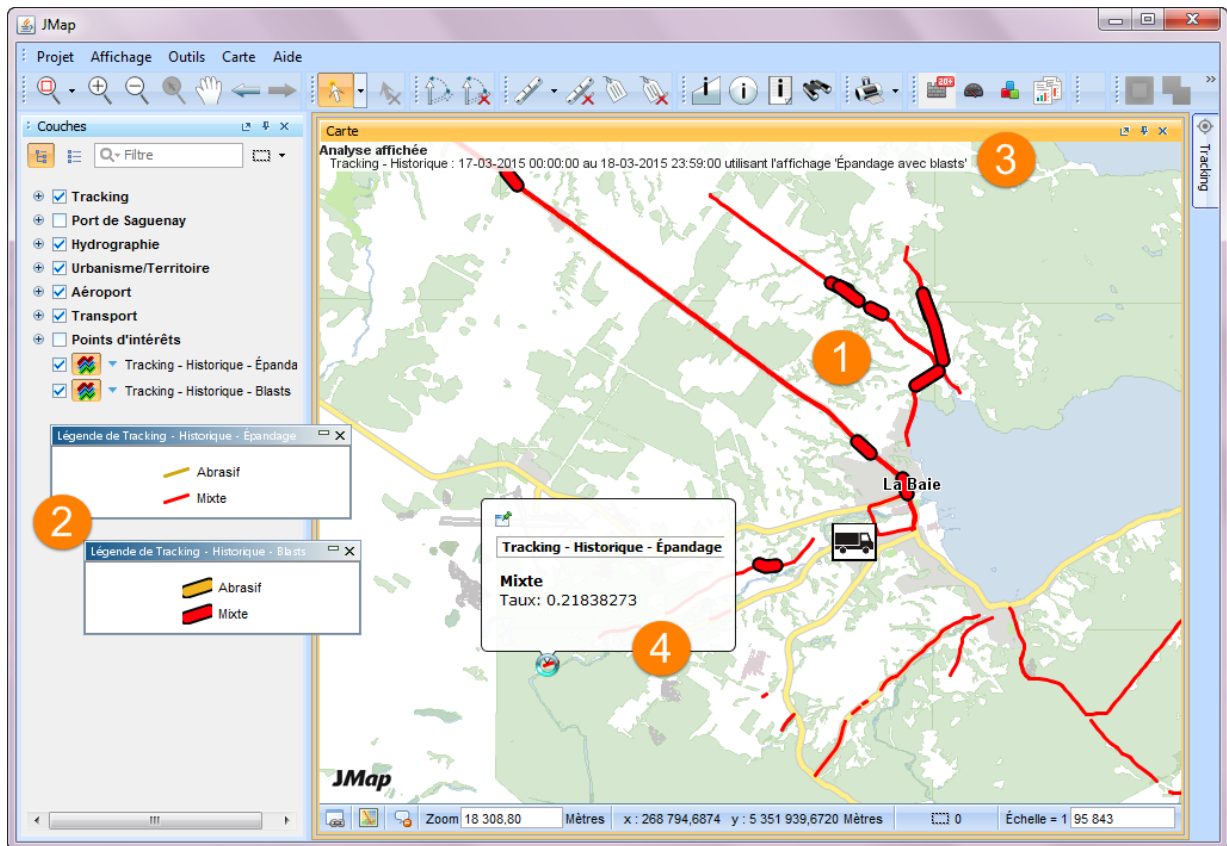 JMap
Projet Affichage Outils Carte Aide
20+
Couches
Filtre
Tracking
Port de Saguenay
Hydrographie
Urbanisme/Territoire
Aéroport
Transport
Points d'intérêts
Tracking - Historique - Épanda
Tracking - Historique - Blasts
Légende de Tracking - Historique - Épandage
Abrasif
Mixte
2
Légende de Tracking - Historique - Blasts
Abrasif
Mixte
Carte
Analyse affichée
Tracking - Historique : 17-03-2015 00:00:00 au 18-03-2015 23:59:00 utilisant l'affichage 'Épandage avec blasts'
3
Tracking
1
La Baie
Tracking - Historique - Épandage
Mixte
Taux: 0.21838273
4
JMap
Zoom 18 308,80 Mètres x : 268 794,6874 y : 5 351 939,6720 Mètres 0 Échelle = 1 95 843